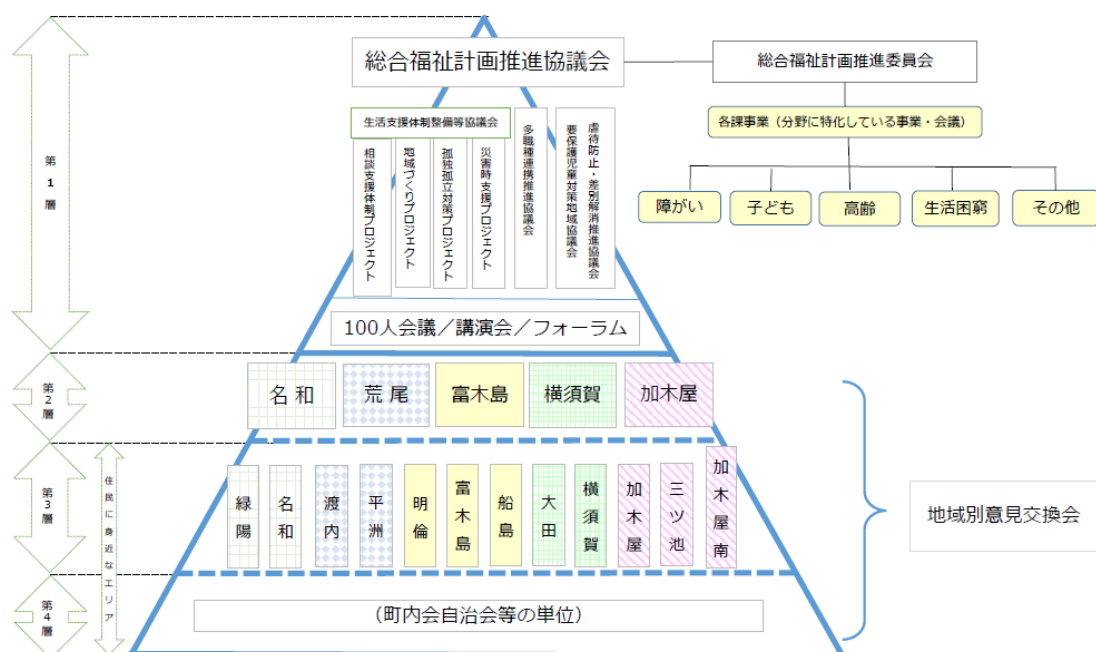 総合福祉計画推進協議会
総合福祉計画推進委員会
各課事業（分野に特化している事業・会議）
障がい
子ども
高齢
生活困窮
その他
生活支援体制整備等協議会
相談支援体制プロジェクト
地域づくりプロジェクト
孤独孤立対策プロジェクト
災害時支援プロジェクト
多職種連携推進協議会
虐待防止・差別解消推進協議会
要保護児童対策地域協議会
100人会議／講演会／フォーラム
第1層
第2層
名和
荒尾
富木島
横須賀
加木屋
第3層
住民に身近なエリア
緑陽
名和
渡内
平洲
明倫
富木島
船島
大田
横須賀
加木屋
三ツ池
加木屋南
地域別意見交換会
第4層
（町内会自治会等の単位）